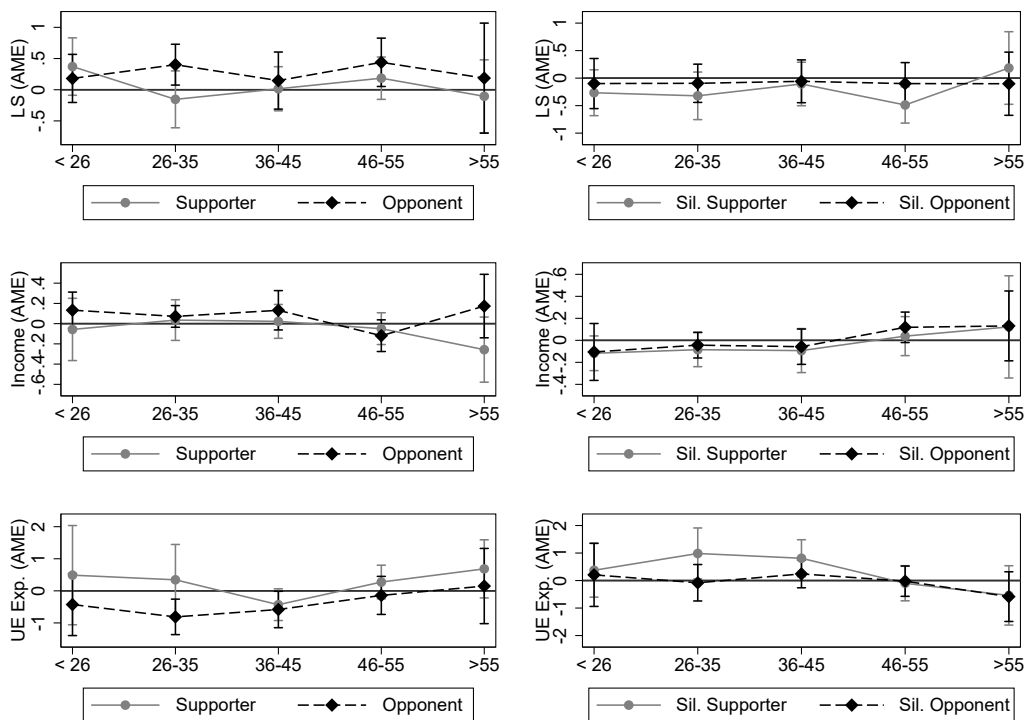 LS (AME)
1
.5
0
-.5
< 26 26-35 36-45 46-55 >55
Supporter Opponent
LS (AME)
1
.5
0
-.5
-1
< 26 26-35 36-45 46-55 >55
Sil. Supporter Sil. Opponent
Income (AME)
.4
.2
0
-.2
-.4
-.6
< 26 26-35 36-45 46-55 >55
Supporter Opponent
Income (AME)
.6
.4
.2
0
-.2
-.4
< 26 26-35 36-45 46-55 >55
Sil. Supporter Sil. Opponent
UE Exp. (AME)
2
1
0
-1
< 26 26-35 36-45 46-55 >55
Supporter Opponent
UE Exp. (AME)
2
1
0
-1
-2
< 26 26-35 36-45 46-55 >55
Sil. Supporter Sil. Opponent